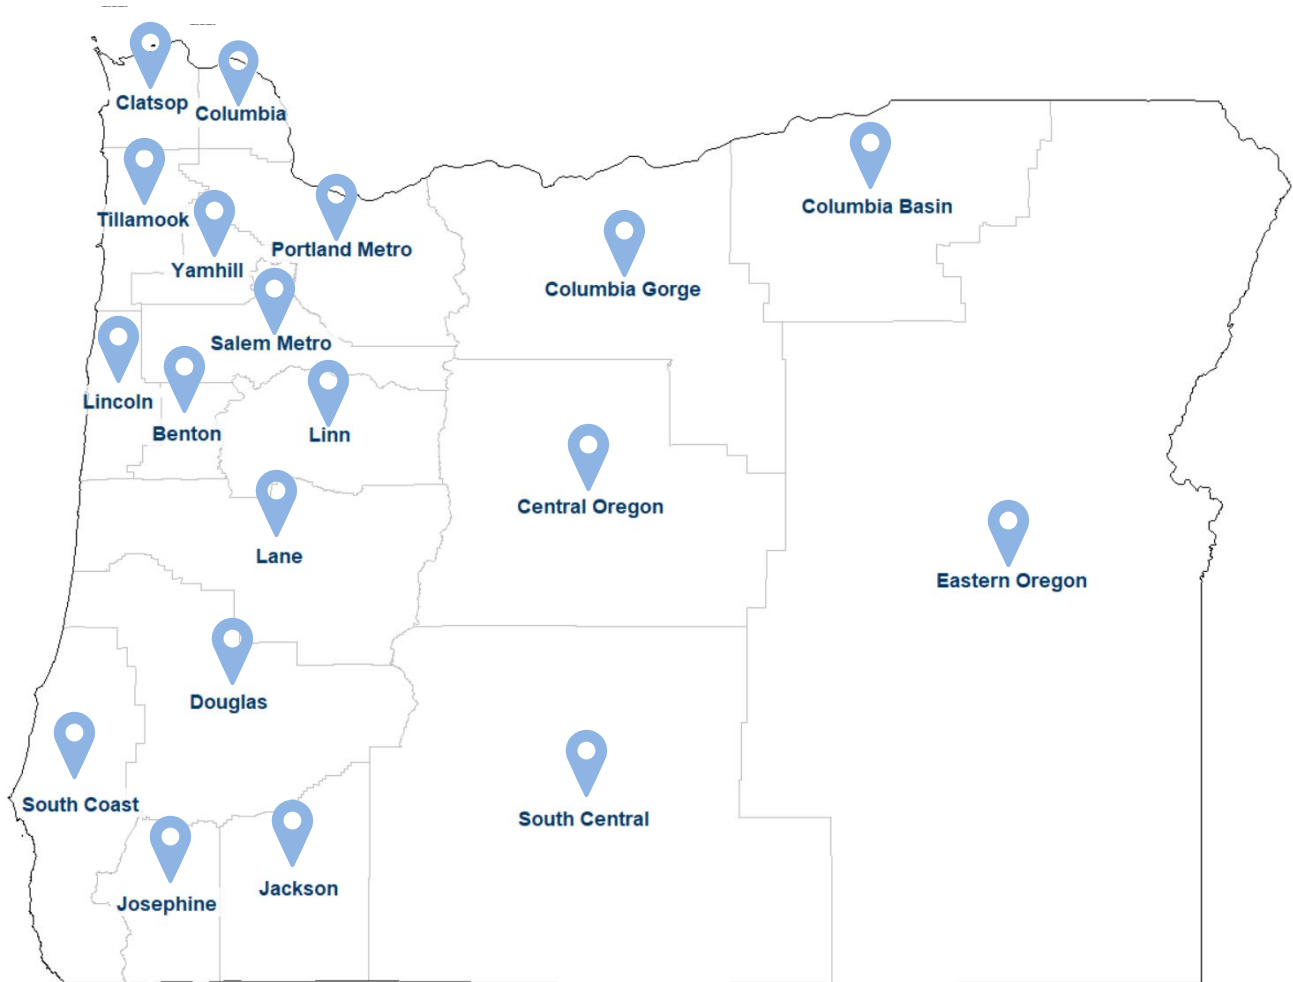 Clatsop
Columbia
Tillamook
Columbia Basin
Portland Metro
Yamhill
Columbia Gorge
Salem Metro
Lincoln
Benton
Linn
Central Oregon
Lane
Eastern Oregon
Douglas
South Coast
South Central
Jackson
Josephine